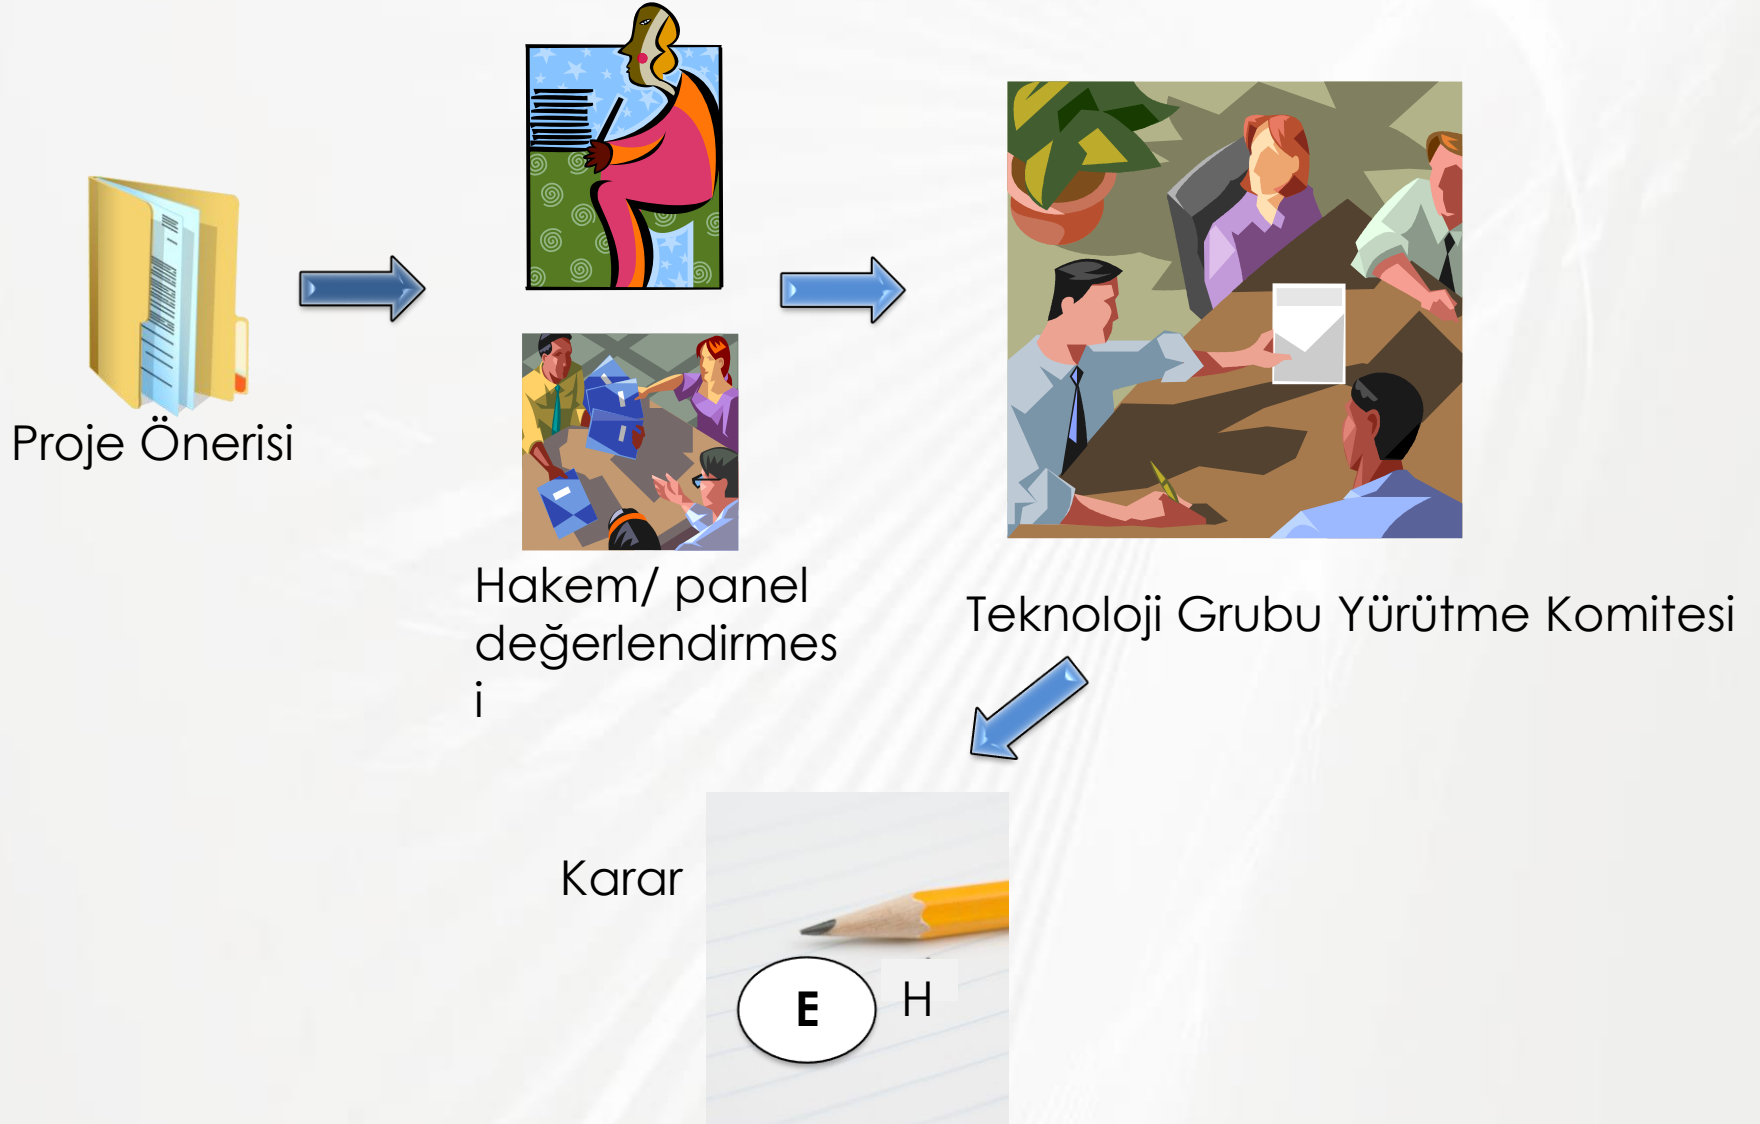 Proje Önerisi
Hakem/ panel
değerlendirmes
i
Teknoloji Grubu Yürütme Komitesi
Karar
E
H